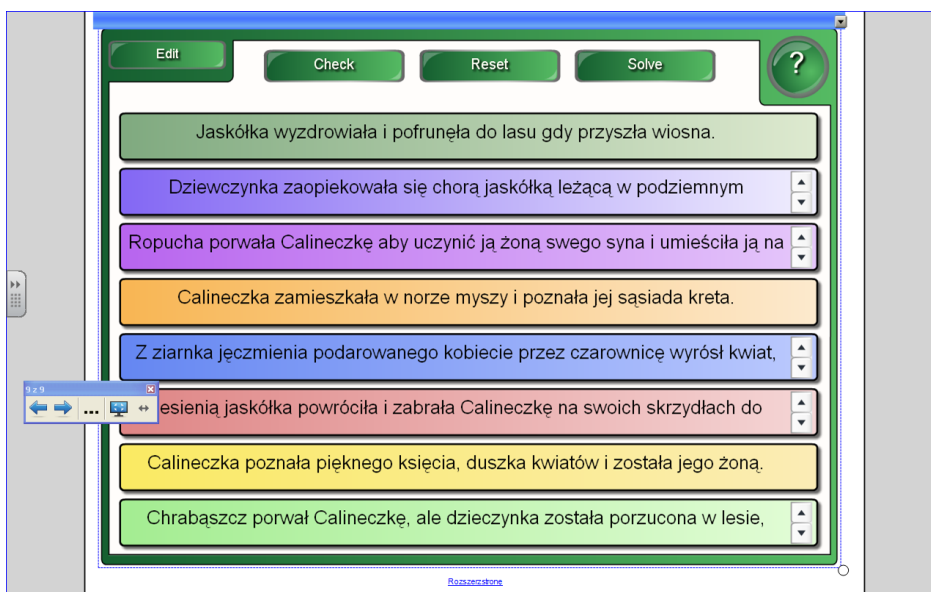 Edit
Check
Reset
Solve
?
Jaskółka wyzdrowiała i pofrunęła do lasu gdy przyszła wiosna.
Dziewczynka zaopiekowała się chorą jaskółką leżącą w podziemnym
Ropucha porwała Calineczkę aby uczynić ją żoną swego syna i umieściła ją na
Calineczka zamieszkała w norze myszy i poznała jej sąsiada kreta.
Z ziarnka jęczmienia podarowanego kobiecie przez czarownicę wyrósł kwiat,
9 z 9
...
esienią jaskółka powróciła i zabrała Calineczkę na swoich skrzydłach do
Calineczka poznała pięknego księcia, duszka kwiatów i została jego żoną.
Chrabąszcz porwał Calineczkę, ale dzieczynka została porzucona w lesie,
Rozszerz stronę